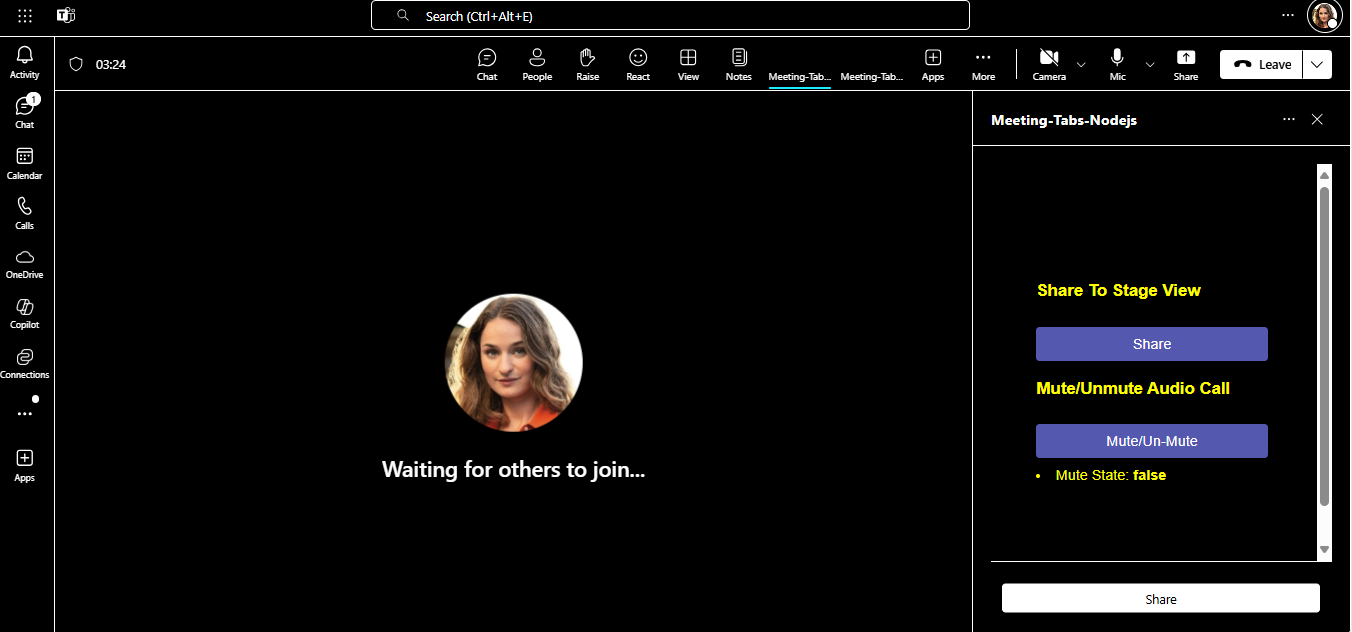 Search (Ctrl+Alt+E)
Activity
1
Chat
Calendar
Calls
OneDrive
Copilot
Connections
Apps
03:24
Chat
People
Raise
React
View
Notes
Meeting-Tab...
Meeting-Tab...
Apps
More
Camera
Mic
Share
Leave
Waiting for others to join...
Meeting-Tabs-Nodejs
Share To Stage View
Share
Mute/Unmute Audio Call
Mute/Un-Mute
• Mute State: false
Share